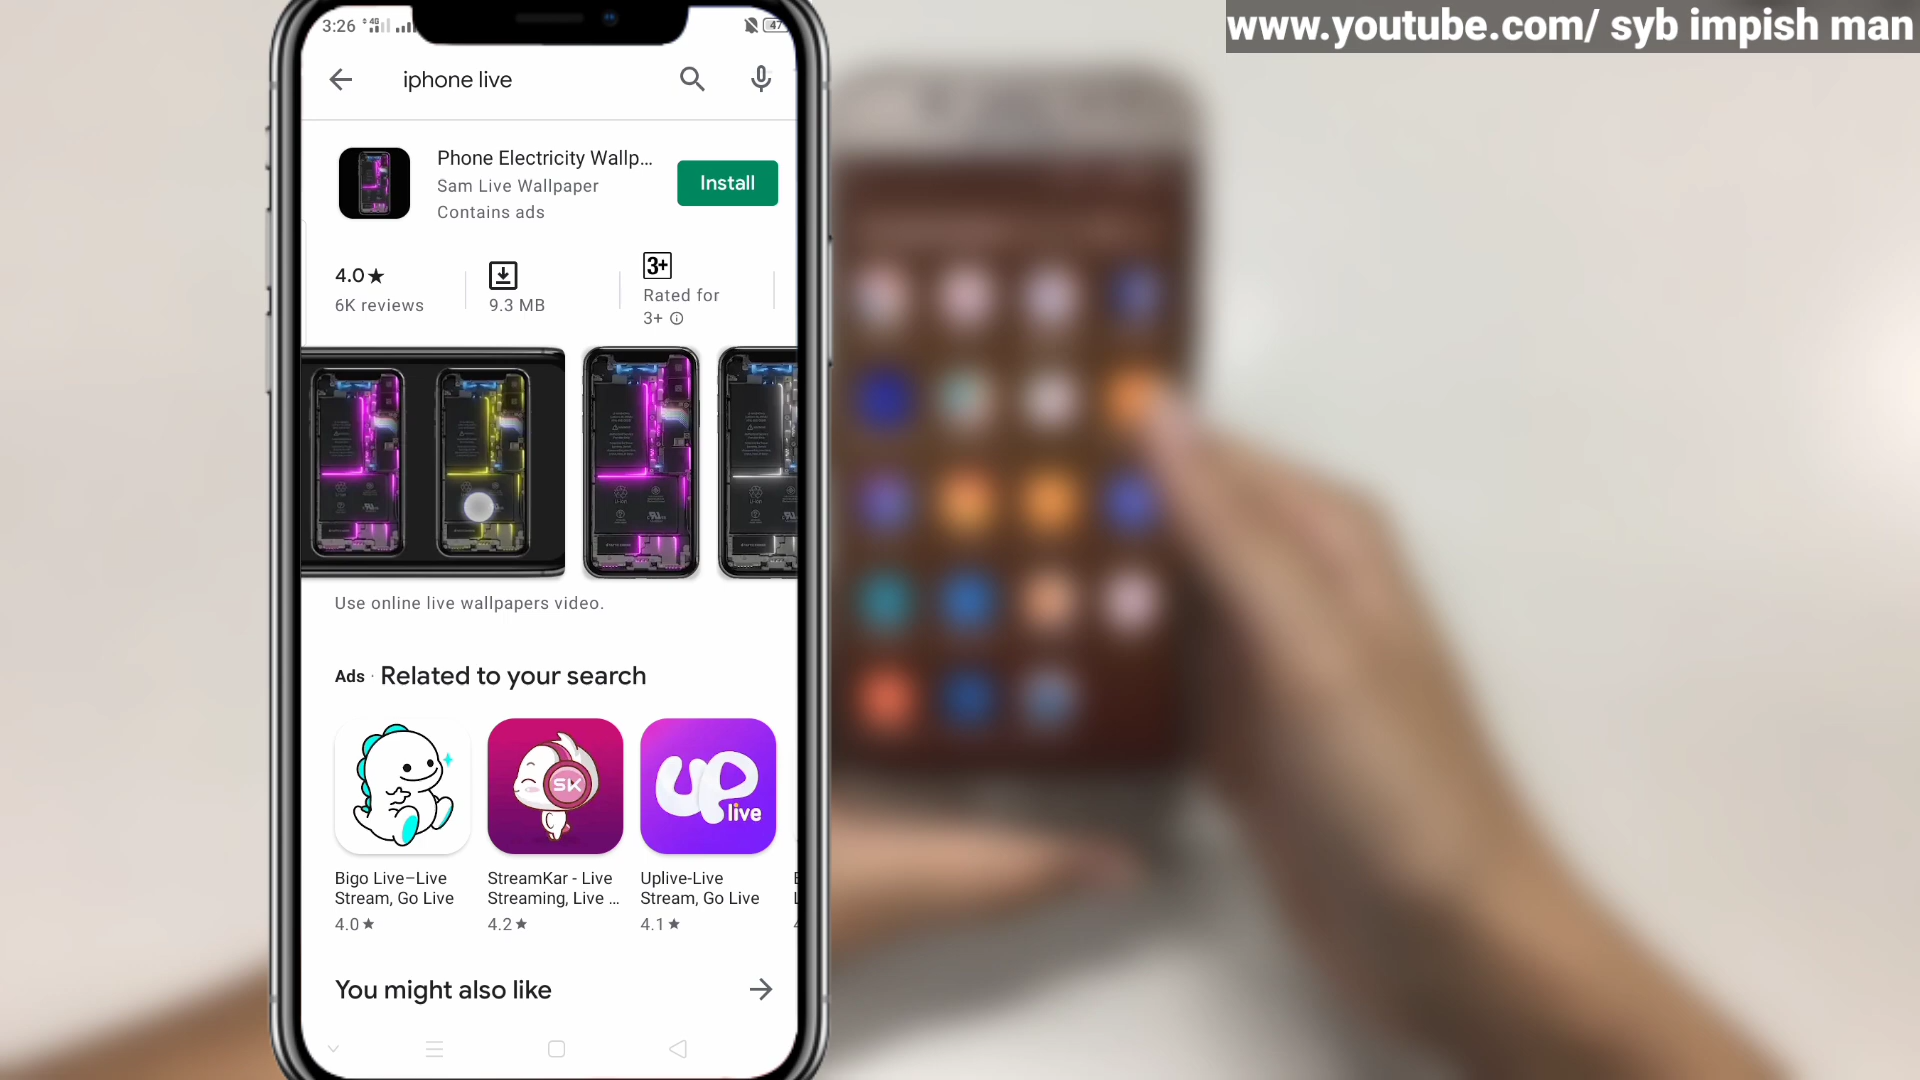 www.youtube.com/ syb impish man
3:26 4G 47
iphone live
Phone Electricity Wallp...
Sam Live Wallpaper
Contains ads
Install
4.0★
6K reviews
9.3 MB
3+
Rated for
3+
Use online live wallpapers video.
Ads · Related to your search
SK
up
live
Bigo Live–Live
Stream, Go Live
4.0★
StreamKar - Live
Streaming, Live ...
4.2★
Uplive-Live
Stream, Go Live
4.1★
You might also like